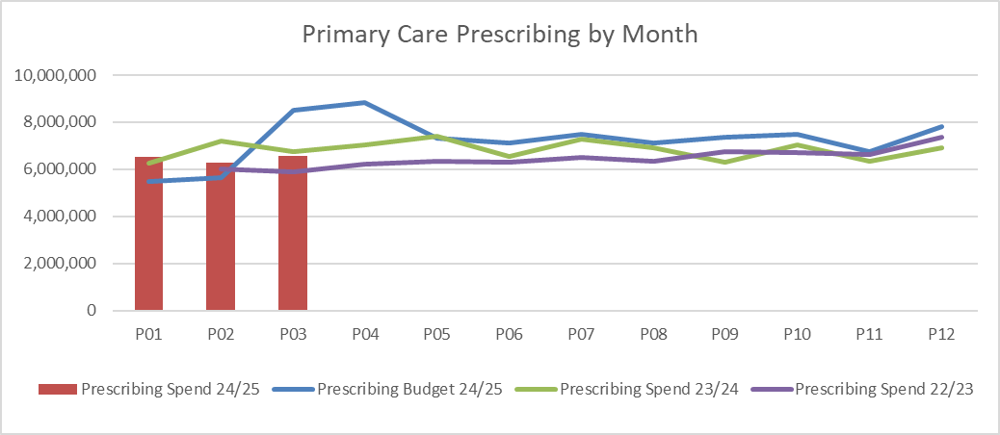 Primary Care Prescribing by Month
10,000,000
8,000,000
6,000,000
4,000,000
2,000,000
0
P01 P02 P03 P04 P05 P06 P07 P08 P09 P10 P11 P12
Prescribing Spend 24/25 Prescribing Budget 24/25 Prescribing Spend 23/24 Prescribing Spend 22/23